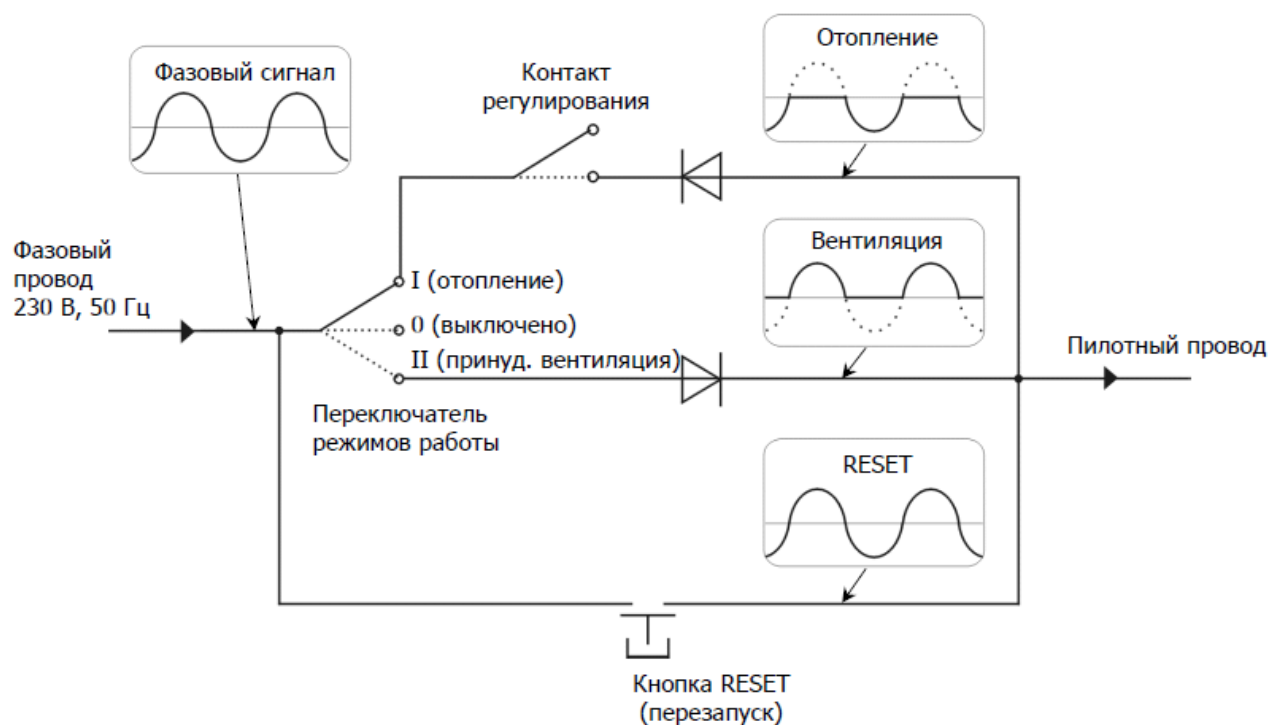 Фазовый сигнал
Контакт
регулирования
Отопление
Фазовый
провод
230 В, 50 Гц
I (отопление)
0 (выключено)
II (принуд. вентиляция)
Переключатель
режимов работы
Вентиляция
Пилотный провод
RESET
Кнопка RESET
(перезапуск)